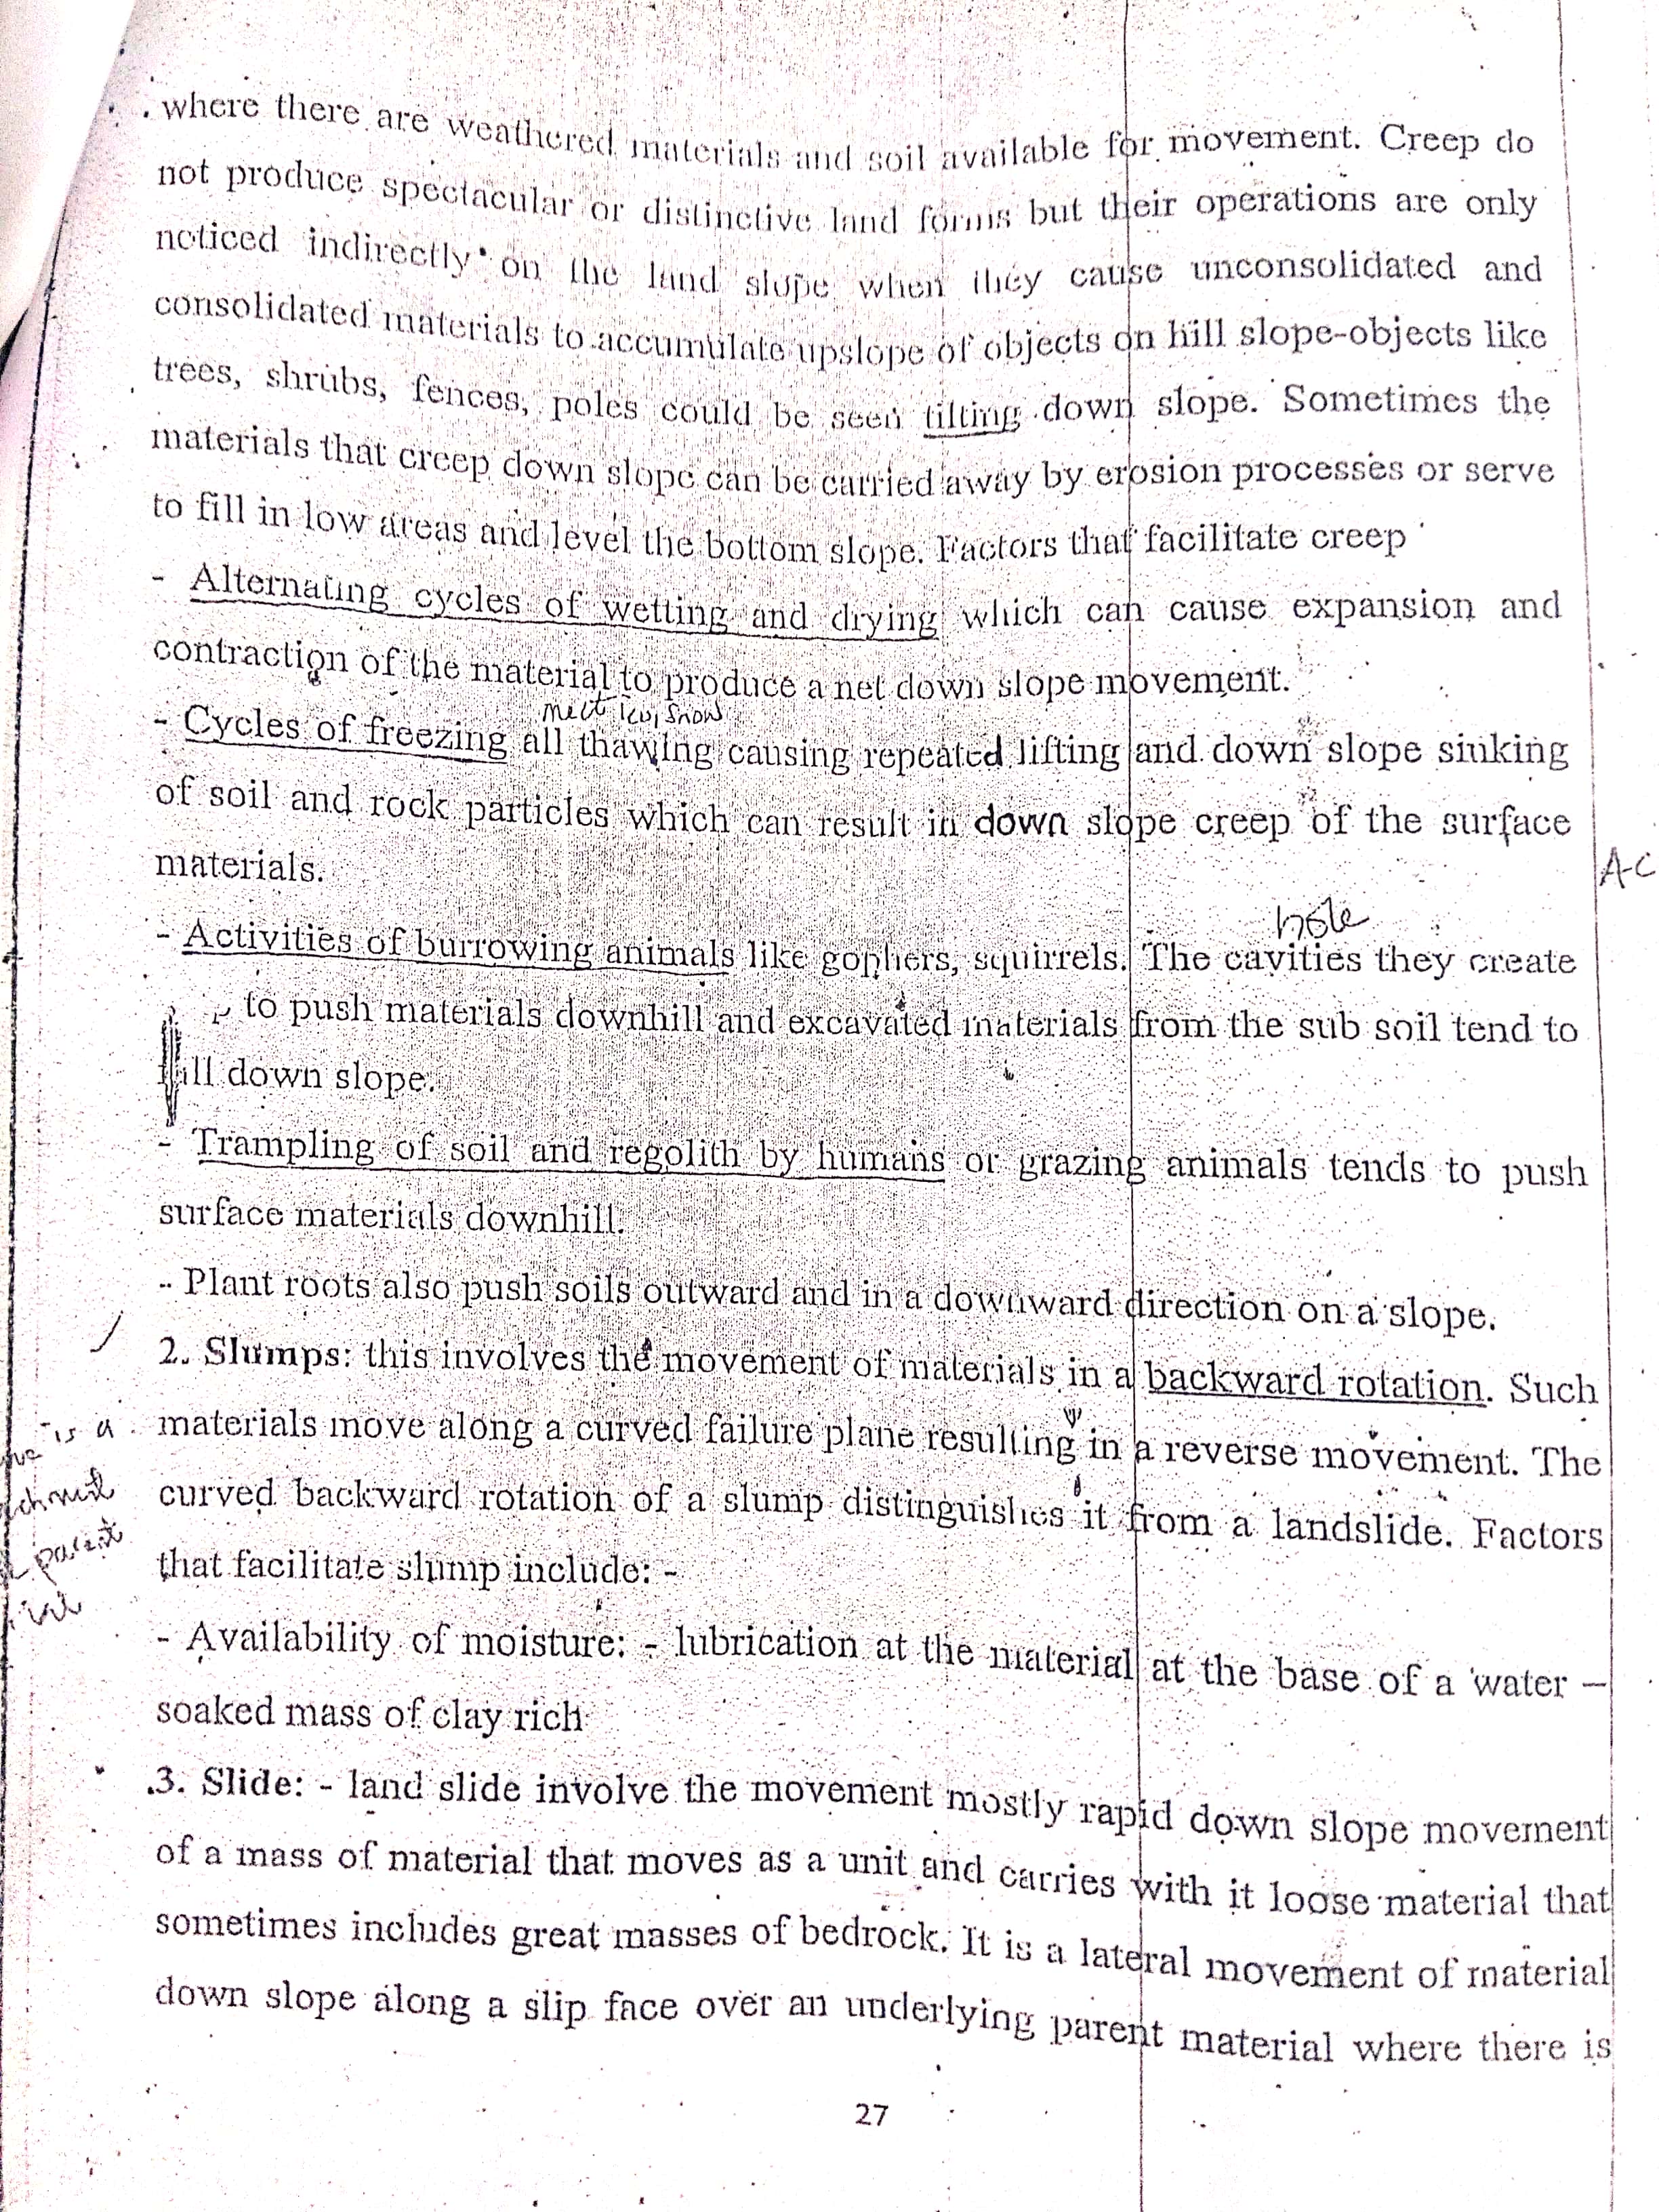 where there are weathered materials and soil available for movement. Creep do
not produce spectacular or distinctive land forms but their operations are only
noticed indirectly on the land slope when they cause unconsolidated and
consolidated materials to accumulate upslope of objects on hill slope-objects like
trees, shrubs, fences, poles could be seen tilting down slope. Sometimes the
materials that creep down slope can be carried away by erosion processes or serve
to fill in low areas and level the bottom slope. Factors that facilitate creep
- Alternating cycles of wetting and drying which can cause expansion and
contraction of the material to produce a net down slope movement.
melt ice, snow
- Cycles of freezing all thawing causing repeated lifting and down slope sinking
of soil and rock particles which can result in down slope creep of the surface
materials.
A-C
hole
- Activities of burrowing animals like gophers, squirrels. The cavities they create
to push materials downhill and excavated materials from the sub soil tend to
down slope.
- Trampling of soil and regolith by humans or grazing animals tends to push
surface materials downhill.
- Plant roots also push soils outward and in a downward direction on a slope.
2. Slumps: this involves the movement of materials in a backward rotation. Such
is a
materials move along a curved failure plane resulting in a reverse movement. The
curved backward rotation of a slump distinguishes it from a landslide. Factors
parent
that facilitate slump include: -
- Availability of moisture: - lubrication at the material at the base of a water –
soaked mass of clay rich
.3. Slide: - land slide involve the movement mostly rapid down slope movement
of a mass of material that moves as a unit and carries with it loose material that
sometimes includes great masses of bedrock. It is a lateral movement of material
down slope along a slip face over an underlying parent material where there is
27